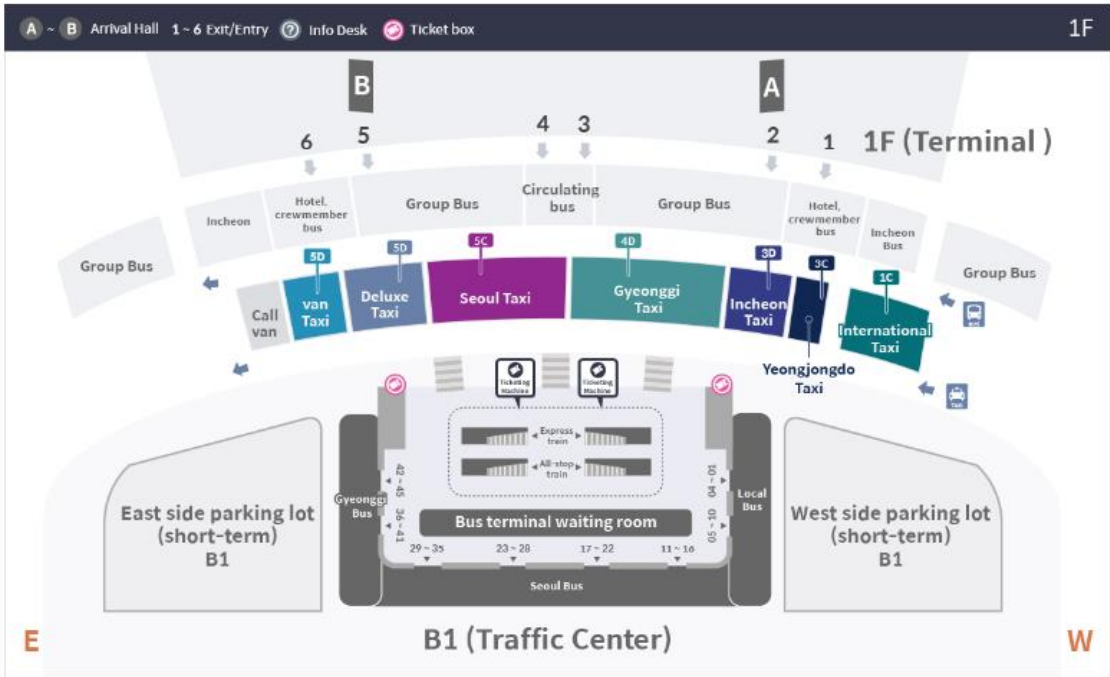 A ~ B Arrival Hall 1 ~ 6 Exit/Entry ? Info Desk Ticket box
1F
B
A
6
5
4
3
2
1
1F (Terminal )
Group Bus
Incheon
Hotel,
crewmember
bus
Group Bus
Circulating
bus
Group Bus
Hotel,
crewmember
bus
Incheon
Bus
Group Bus
BUS
Call
van
5D
van
Taxi
5D
Deluxe
Taxi
5C
Seoul Taxi
4D
Gyeonggi
Taxi
3D
Incheon
Taxi
3C
Yeongjongdo
Taxi
1C
International
Taxi
TAXI
Ticketing
Machine
Ticketing
Machine
Express
train
All-stop
train
Gyeonggi
Bus
42 ~ 45
36 ~ 41
Bus terminal waiting room
29 ~ 35
23 ~ 28
17 ~ 22
11 ~ 16
01 ~ 04
05 ~ 10
Local
Bus
Seoul Bus
East side parking lot
(short-term)
B1
West side parking lot
(short-term)
B1
E
B1 (Traffic Center)
W